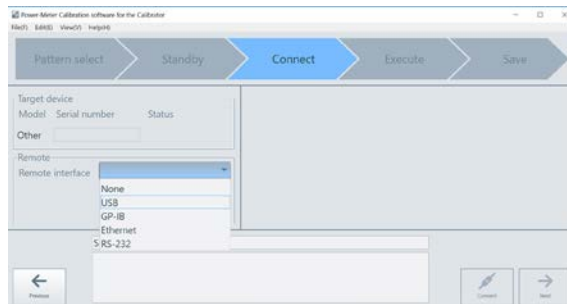 Power-Meter Calibration software for the Calibrator
File(F) Edit(E) View(V) Help(H)
Pattern select Standby Connect Execute Save
Target device
Model Serial number Status
Other
Remote
Remote interface
None
USB
GP-IB
Ethernet
S RS-232
Previous Connect Next